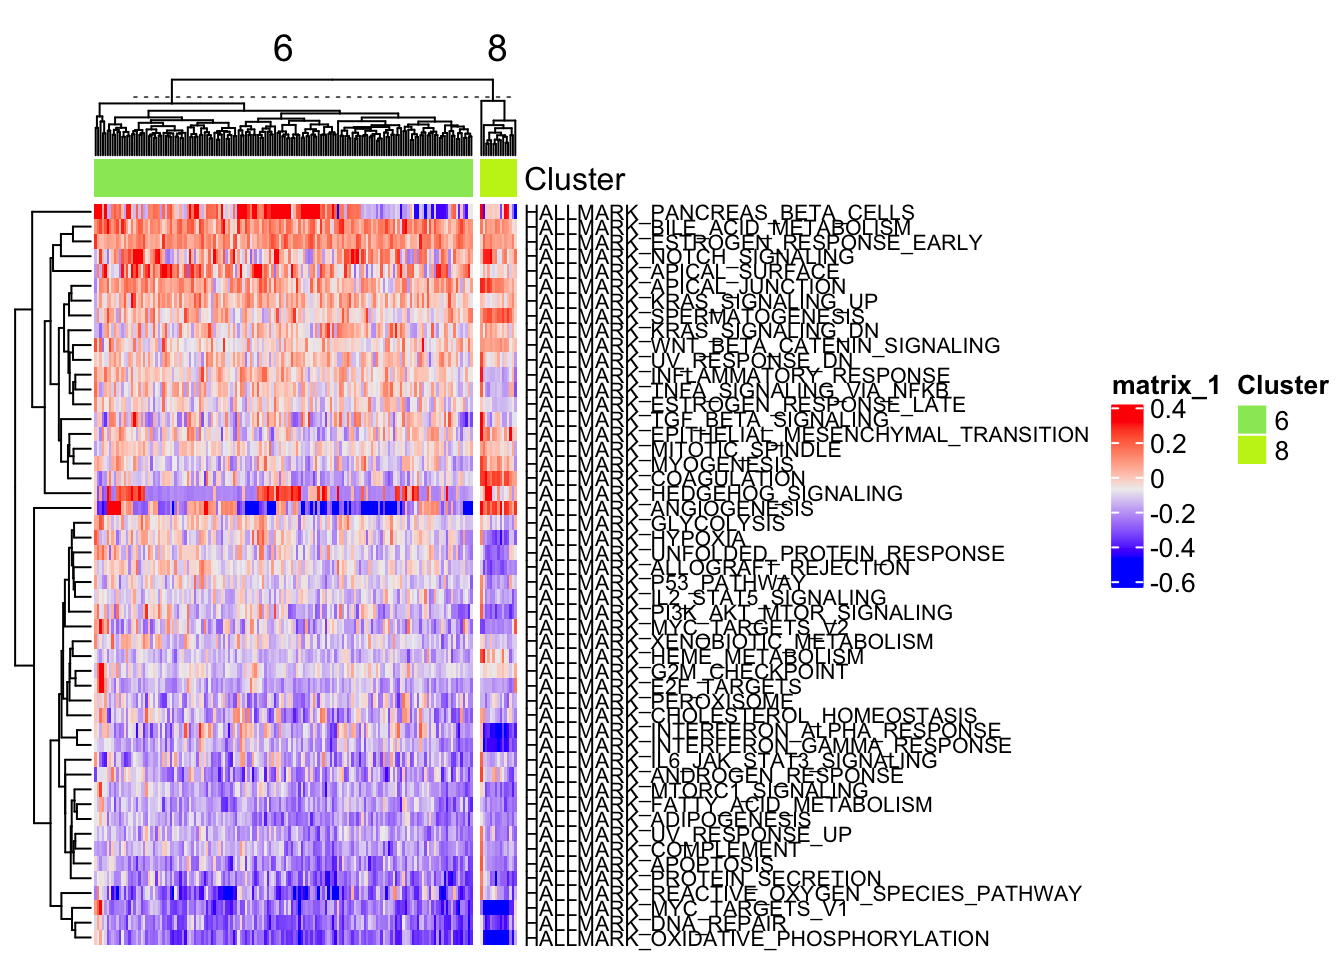 6 8
Cluster
HALLMARK_PANCREAS_BETA_CELLS
HALLMARK_BILE_ACID_METABOLISM
HALLMARK_ESTROGEN_RESPONSE_EARLY
HALLMARK_NOTCH_SIGNALING
HALLMARK_APICAL_SURFACE
HALLMARK_APICAL_JUNCTION
HALLMARK_KRAS_SIGNALING_UP
HALLMARK_SPERMATOGENESIS
HALLMARK_KRAS_SIGNALING_DN
HALLMARK_WNT_BETA_CATENIN_SIGNALING
HALLMARK_UV_RESPONSE_DN
HALLMARK_INFLAMMATORY_RESPONSE
HALLMARK_TNFA_SIGNALING_VIA_NFKB
HALLMARK_ESTROGEN_RESPONSE_LATE
HALLMARK_TGF_BETA_SIGNALING
HALLMARK_EPITHELIAL_MESENCHYMAL_TRANSITION
HALLMARK_MITOTIC_SPINDLE
HALLMARK_MYOGENESIS
HALLMARK_COAGULATION
HALLMARK_HEDGEHOG_SIGNALING
HALLMARK_ANGIOGENESIS
HALLMARK_GLYCOLYSIS
HALLMARK_HYPOXIA
HALLMARK_UNFOLDED_PROTEIN_RESPONSE
HALLMARK_ALLOGRAFT_REJECTION
HALLMARK_P53_PATHWAY
HALLMARK_IL2_STAT5_SIGNALING
HALLMARK_PI3K_AKT_MTOR_SIGNALING
HALLMARK_MYC_TARGETS_V2
HALLMARK_XENOBIOTIC_METABOLISM
HALLMARK_HEME_METABOLISM
HALLMARK_G2M_CHECKPOINT
HALLMARK_E2F_TARGETS
HALLMARK_PEROXISOME
HALLMARK_CHOLESTEROL_HOMEOSTASIS
HALLMARK_INTERFERON_ALPHA_RESPONSE
HALLMARK_INTERFERON_GAMMA_RESPONSE
HALLMARK_IL6_JAK_STAT3_SIGNALING
HALLMARK_ANDROGEN_RESPONSE
HALLMARK_MTORC1_SIGNALING
HALLMARK_FATTY_ACID_METABOLISM
HALLMARK_ADIPOGENESIS
HALLMARK_UV_RESPONSE_UP
HALLMARK_COMPLEMENT
HALLMARK_APOPTOSIS
HALLMARK_PROTEIN_SECRETION
HALLMARK_REACTIVE_OXYGEN_SPECIES_PATHWAY
HALLMARK_MYC_TARGETS_V1
HALLMARK_DNA_REPAIR
HALLMARK_OXIDATIVE_PHOSPHORYLATION
matrix_1
0.4
0.2
0
-0.2
-0.4
-0.6
Cluster
6
8